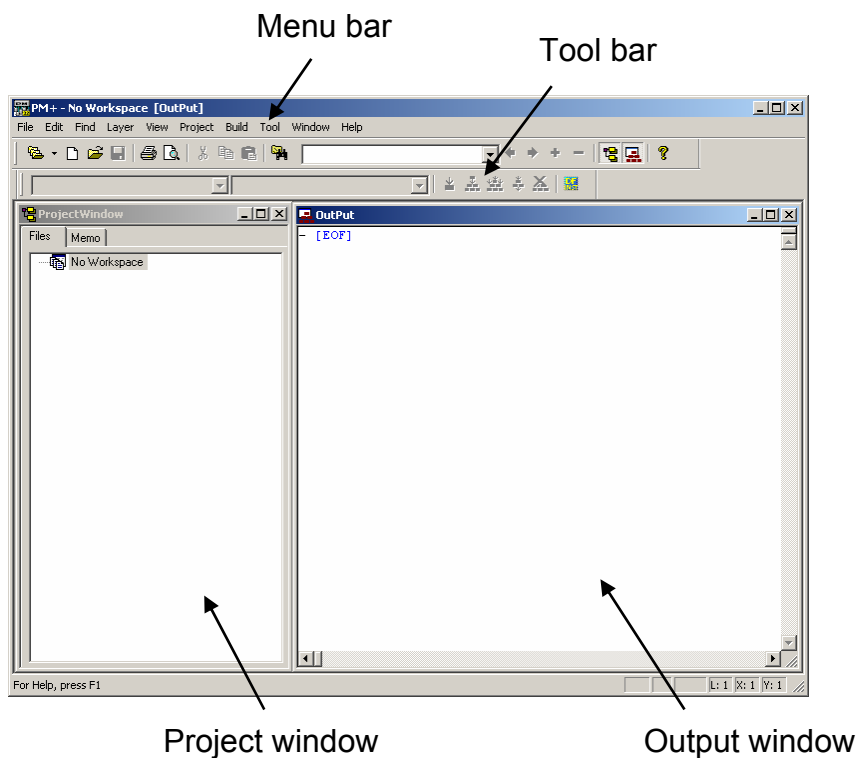 Menu bar
Tool bar
PM+ - No Workspace [OutPut]
File Edit Find Layer View Project Build Tool Window Help
ProjectWindow
OutPut
Files Memo
- [EOF]
No Workspace
For Help, press F1
L: 1 X: 1 Y: 1
Project window
Output window